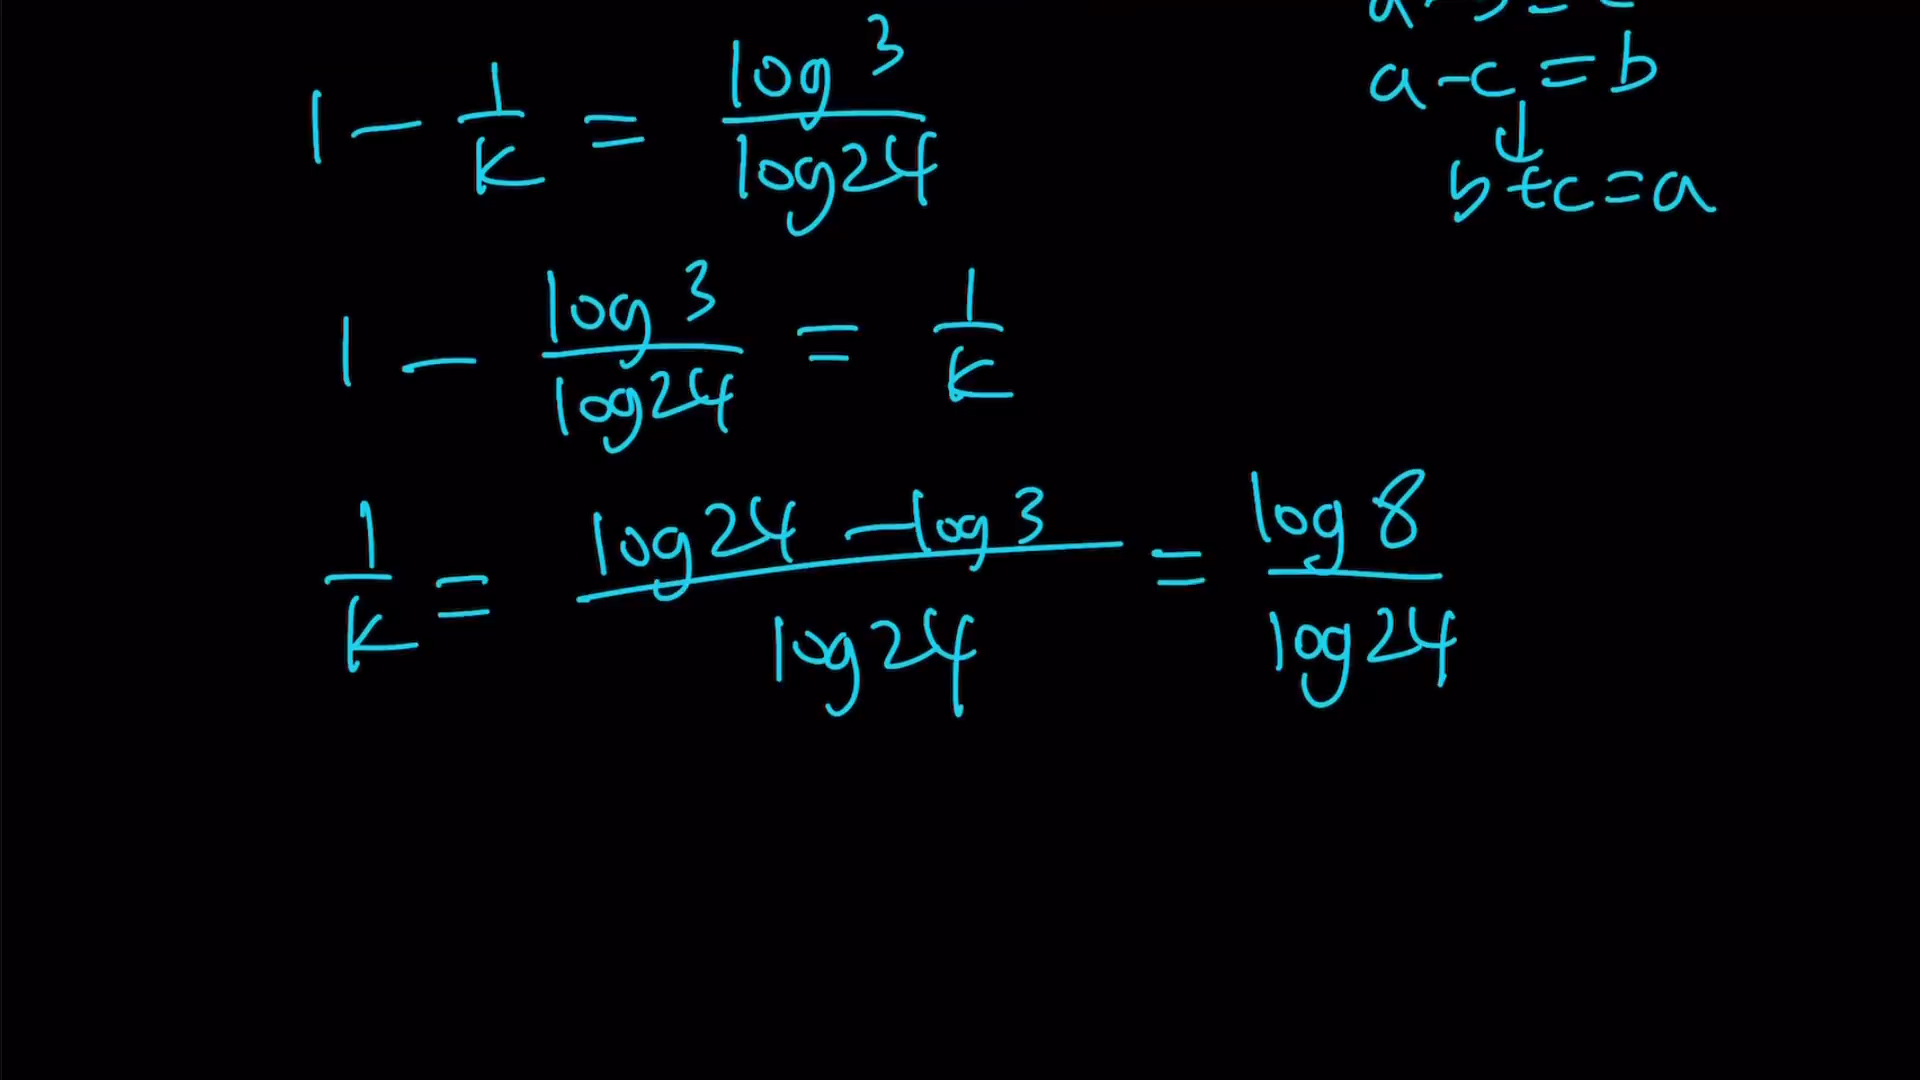 a - c = b
1 - 1/k = log 3 / log 24
↓
b + c = a
1 - log 3 / log 24 = 1/k
1/k = (log 24 - log 3) / log 24 = log 8 / log 24